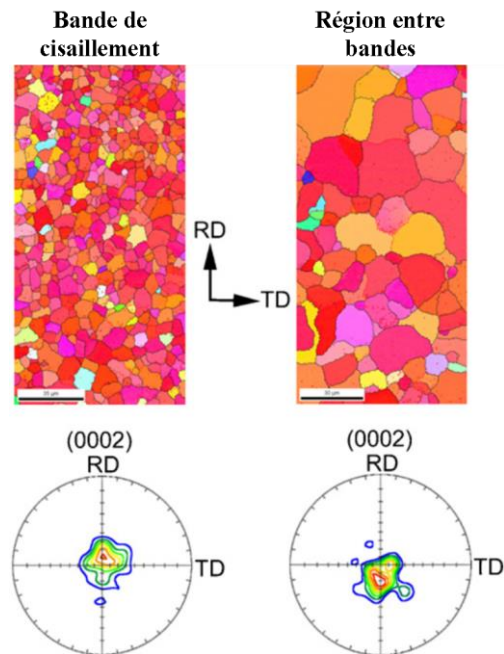 Bande de
cisaillement
Région entre
bandes
RD
TD
(0002)
RD
TD
(0002)
RD
TD